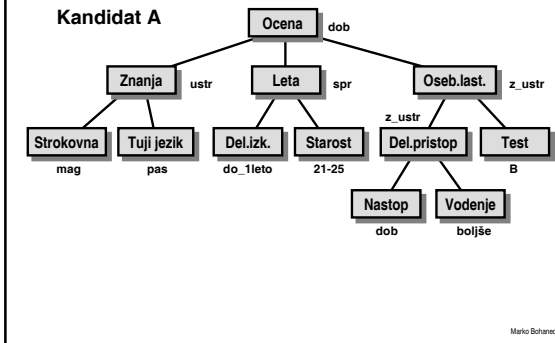 Kandidat A
Ocena dob
Znanja ustr
Leta spr
Oseb.last. z_ustr
z_ustr
Strokovna
Tuji jezik
Del.izk.
Starost
Del.pristop
Test
mag
pas
do_1leto
21-25
B
Nastop
Vodenje
dob
boljše
Marko Bohanec